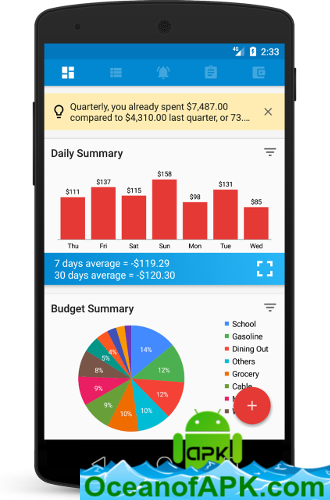 4G 2:33
Quarterly, you already spent $7,487.00
compared to $4,310.00 last quarter, or 73....
Daily Summary
$111 $137 $115 $158 $98 $131 $85
Thu Fri Sat Sun Mon Tue Wed
7 days average = -$119.29
30 days average = -$120.30
Budget Summary
School
Gasoline
Dining Out
Others
Grocery
Cable
14%
12%
12%
10%
10%
9%
9%
8%
5%
apk
OceanofAPK.com